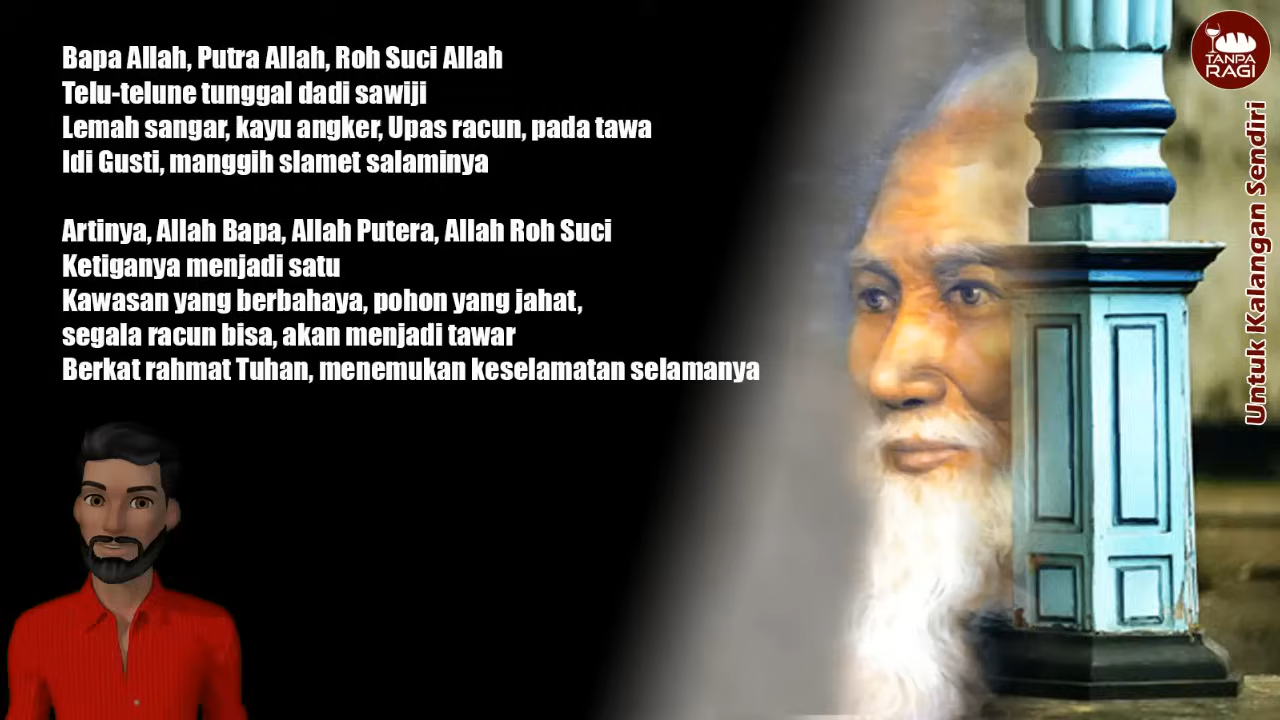 Bapa Allah, Putra Allah, Roh Suci Allah
Telu-telune tunggal dadi sawiji
Lemah sangar, kayu angker, Upas racun, pada tawa
Idi Gusti, manggih slamet salaminya
Artinya, Allah Bapa, Allah Putera, Allah Roh Suci
Ketiganya menjadi satu
Kawasan yang berbahaya, pohon yang jahat,
segala racun bisa, akan menjadi tawar
Berkat rahmat Tuhan, menemukan keselamatan selamanya
TANPA
RAGI
Untuk Kalangan Sendiri